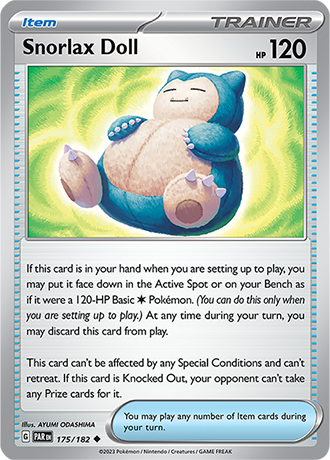 Item
TRAINER
Snorlax Doll
HP 120
If this card is in your hand when you are setting up to play, you
may put it face down in the Active Spot or on your Bench as
if it were a 120-HP Basic Pokémon. (You can do this only when
you are setting up to play.) At any time during your turn, you
may discard this card from play.
This card can't be affected by any Special Conditions and can't
retreat. If this card is Knocked Out, your opponent can't take
any Prize cards for it.
Illus. AYUMI ODASHIMA
G PAR EN 175/182
You may play any number of Item cards during
your turn.
©2023 Pokémon / Nintendo / Creatures / GAME FREAK